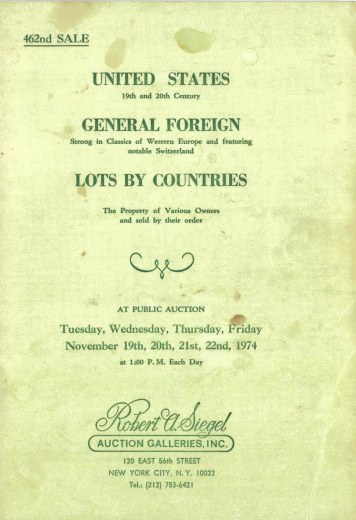 462nd SALE
UNITED STATES
19th and 20th Century
GENERAL FOREIGN
Strong in Classics of Western Europe and featuring
notable Switzerland
LOTS BY COUNTRIES
The Property of Various Owners
and sold by their order
AT PUBLIC AUCTION
Tuesday, Wednesday, Thursday, Friday
November 19th, 20th, 21st, 22nd, 1974
at 1:00 P. M. Each Day
Robert A. Siegel
AUCTION GALLERIES, INC.
120 EAST 56th STREET
NEW YORK CITY, N. Y. 10022
Tel.: (212) 753-6421